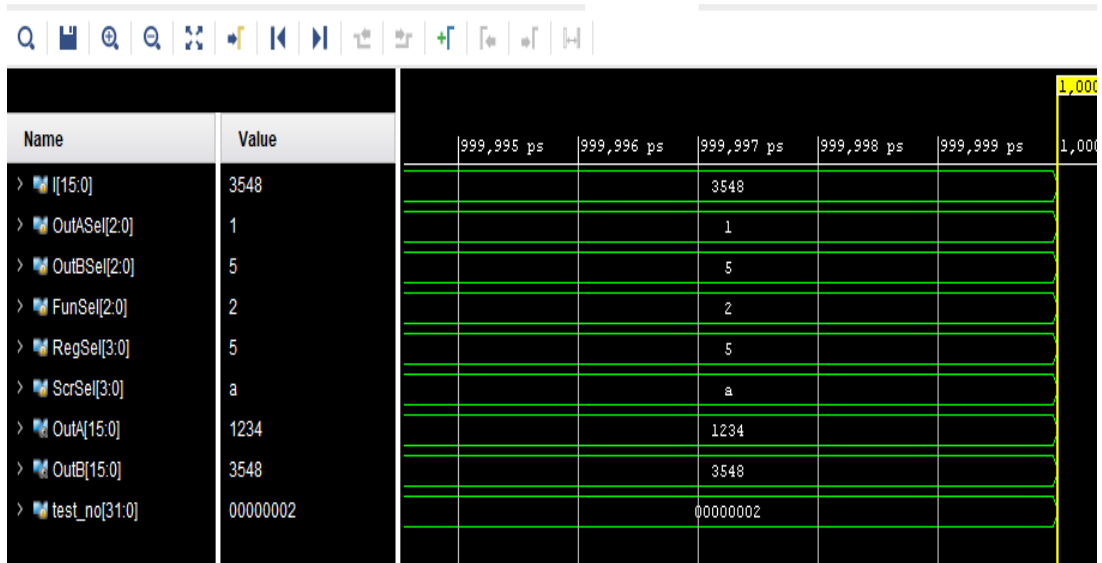 1,000
Name Value 999,995 ps 999,996 ps 999,997 ps 999,998 ps 999,999 ps 1,000
I[15:0] 3548 3548
OutASel[2:0] 1 1
OutBSel[2:0] 5 5
FunSel[2:0] 2 2
RegSel[3:0] 5 5
ScrSel[3:0] a a
OutA[15:0] 1234 1234
OutB[15:0] 3548 3548
test_no[31:0] 00000002 00000002